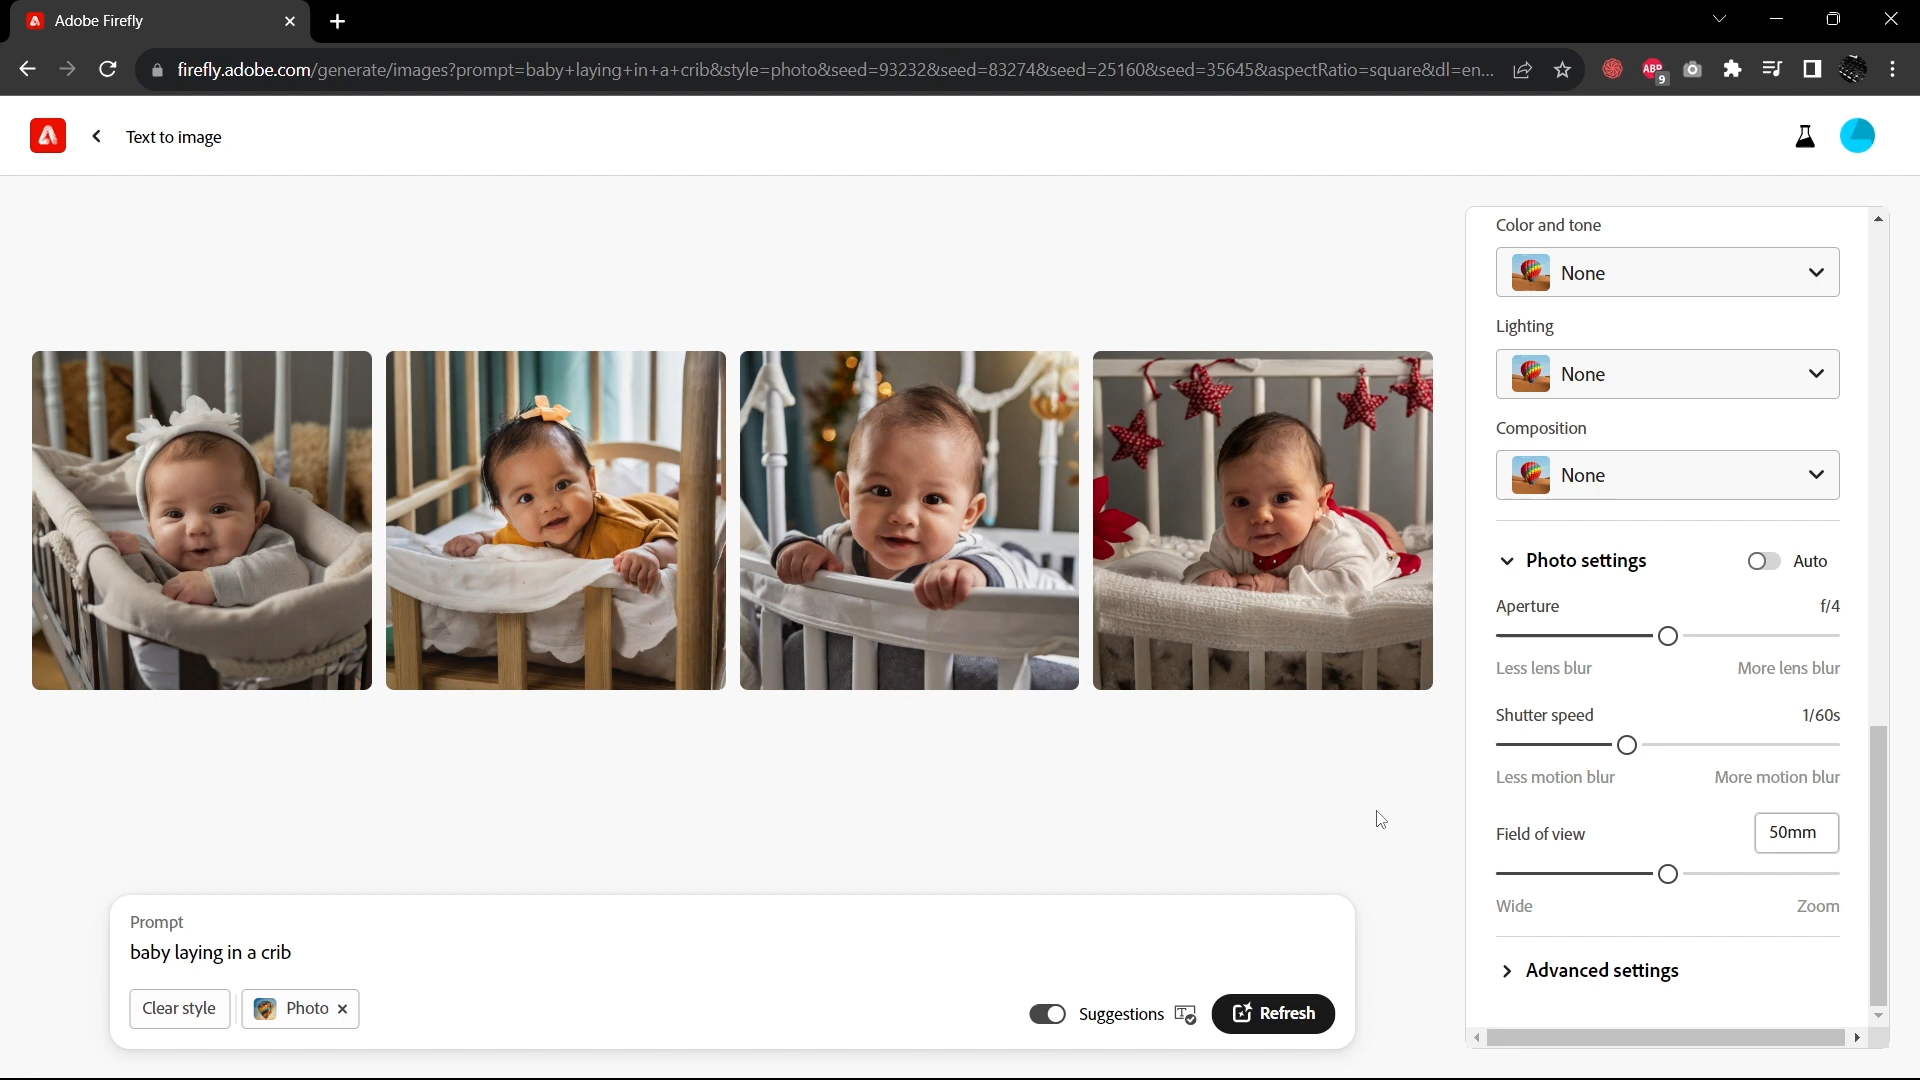 Adobe Firefly
firefly.adobe.com/generate/images?prompt=baby+laying+in+a+crib&style=photo&seed=93232&seed=83274&seed=25160&seed=35645&aspectRatio=square&dl=en...
ABP
9
Text to image
Color and tone
None
Lighting
None
Composition
None
Photo settings
Auto
Aperture
f/4
Less lens blur
More lens blur
Shutter speed
1/60s
Less motion blur
More motion blur
Field of view
50mm
Wide
Zoom
Advanced settings
Prompt
baby laying in a crib
Clear style
Photo
Suggestions
Refresh